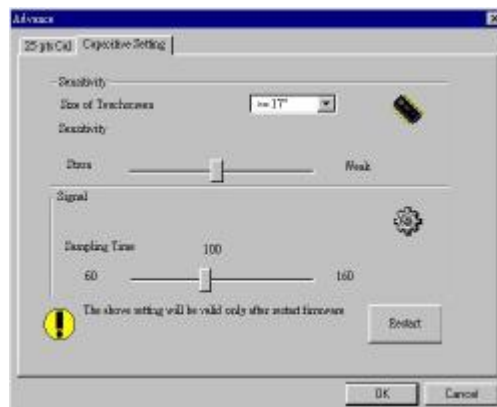 Advance
25 pts Cal Capacitive Setting
Sensitivity
Size of Touchscreen >= 17"
Sensitivity
Weak
Signal
Sampling Time 100
60 160
The above setting will be valid only after restart firmware
Restart
OK Cancel